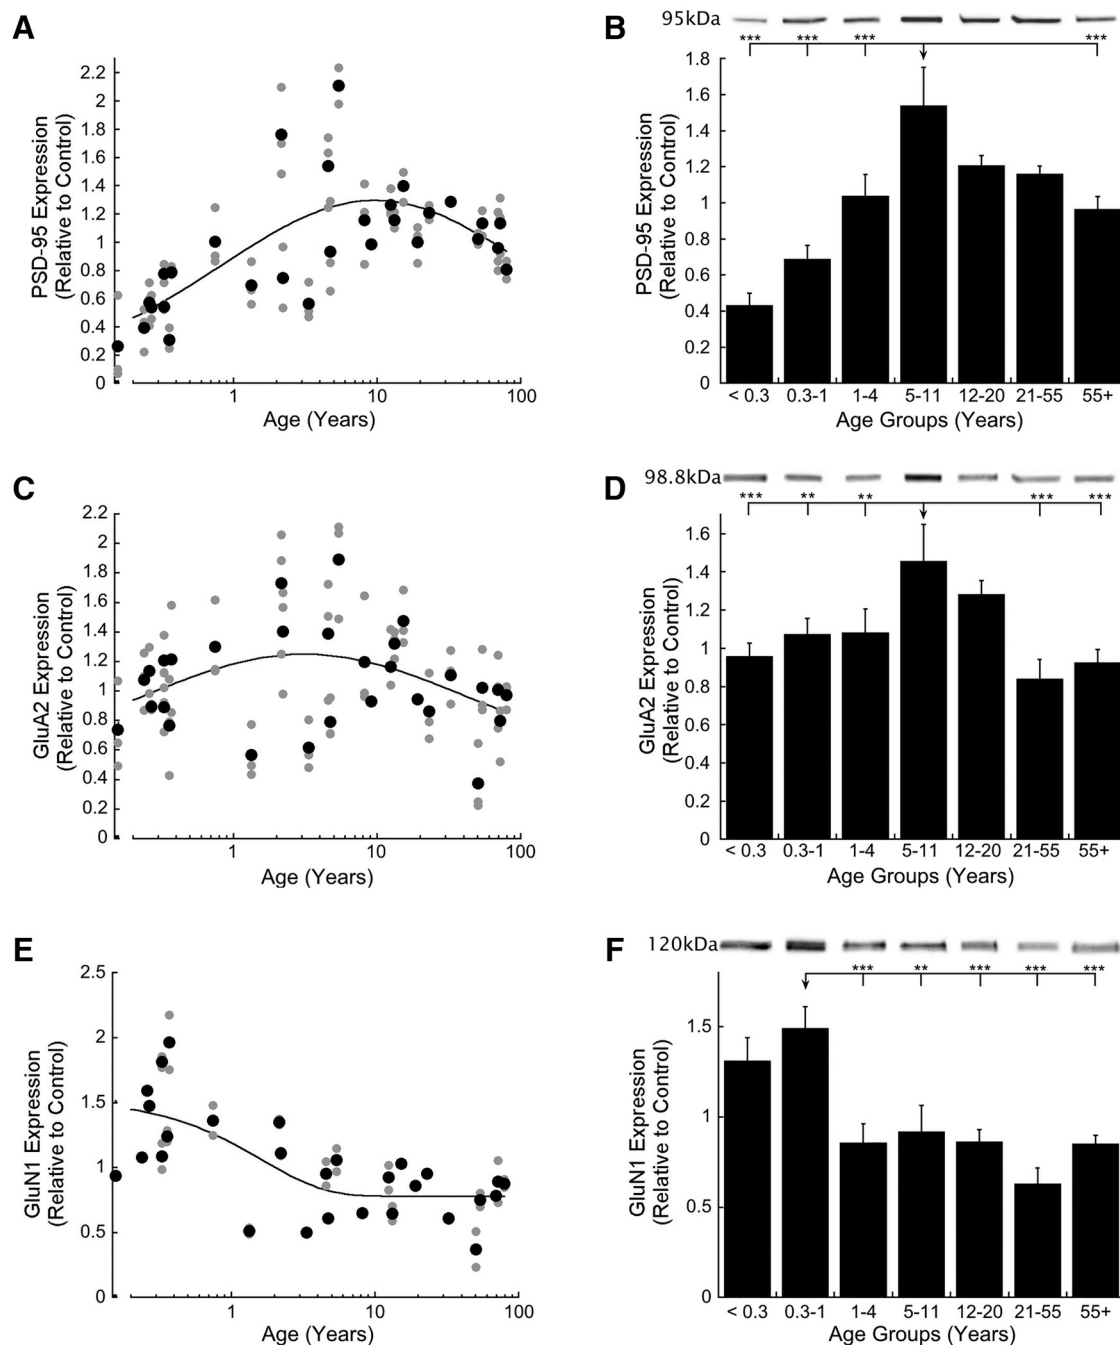 A
2.2
2
1.8
1.6
1.4
1.2
1
0.8
0.6
0.4
0.2
0
PSD-95 Expression
(Relative to Control)
1 10 100
Age (Years)
B
95kDa
*** *** *** ***
1.8
1.6
1.4
1.2
1
0.8
0.6
0.4
0.2
0
PSD-95 Expression
(Relative to Control)
< 0.3 0.3-1 1-4 5-11 12-20 21-55 55+
Age Groups (Years)
C
2.2
2
1.8
1.6
1.4
1.2
1
0.8
0.6
0.4
0.2
0
GluA2 Expression
(Relative to Control)
1 10 100
Age (Years)
D
98.8kDa
*** ** ** *** ***
1.6
1.4
1.2
1
0.8
0.6
0.4
0.2
0
GluA2 Expression
(Relative to Control)
< 0.3 0.3-1 1-4 5-11 12-20 21-55 55+
Age Groups (Years)
E
2.5
2
1.5
1
0.5
0
GluN1 Expression
(Relative to Control)
1 10 100
Age (Years)
F
120kDa
*** ** *** *** ***
1.5
1
0.5
0
GluN1 Expression
(Relative to Control)
< 0.3 0.3-1 1-4 5-11 12-20 21-55 55+
Age Groups (Years)